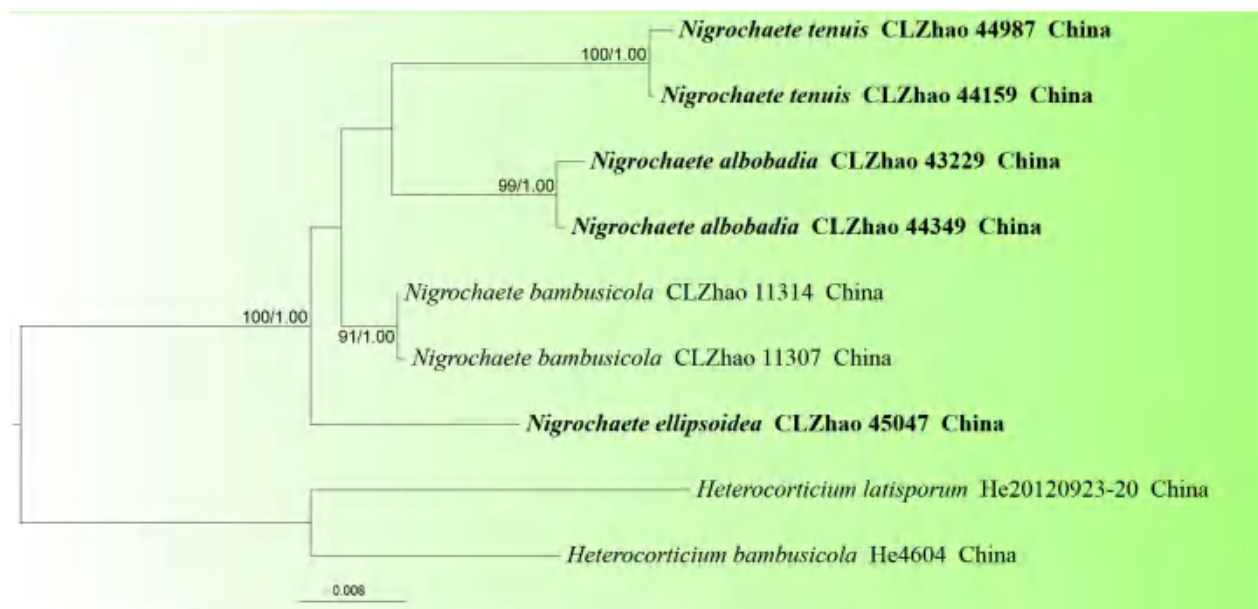 Nigrochaete tenuis CLZhao 44987 China
100/1.00
Nigrochaete tenuis CLZhao 44159 China
Nigrochaete albobadia CLZhao 43229 China
99/1.00
Nigrochaete albobadia CLZhao 44349 China
Nigrochaete bambusicola CLZhao 11314 China
100/1.00
91/1.00
Nigrochaete bambusicola CLZhao 11307 China
Nigrochaete ellipsoidea CLZhao 45047 China
Heterocorticium latisporum He20120923-20 China
Heterocorticium bambusicola He4604 China
0.008